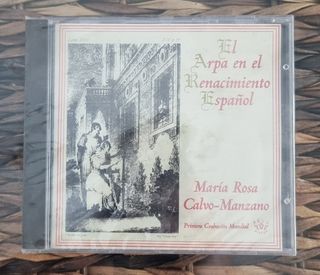 El
Arpa en el
Renacimiento
Español
María Rosa
Calvo-Manzano
Primera Grabación Mundial